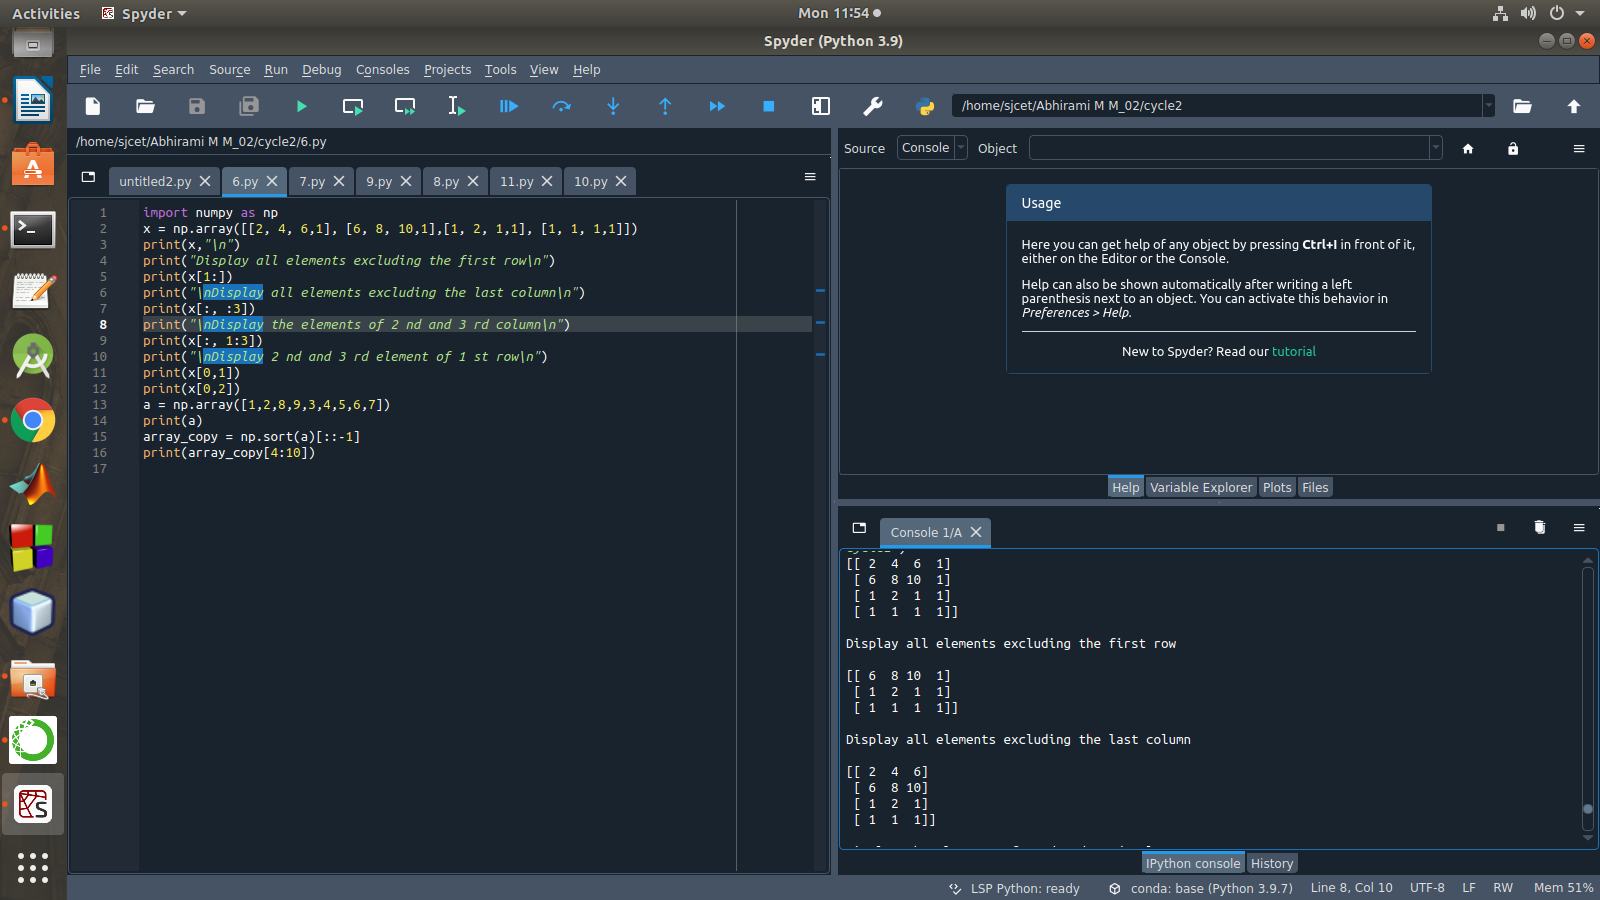 Activities Spyder Mon 11:54
Spyder (Python 3.9)
File Edit Search Source Run Debug Consoles Projects Tools View Help
/home/sjcet/Abhirami M M_02/cycle2
/home/sjcet/Abhirami M M_02/cycle2/6.py
untitled2.py 6.py 7.py 9.py 8.py 11.py 10.py
1 import numpy as np
2 x = np.array([[2, 4, 6,1], [6, 8, 10,1],[1, 2, 1,1], [1, 1, 1,1]])
3 print(x,"\n")
4 print("Display all elements excluding the first row\n")
5 print(x[1:])
6 print("\nDisplay all elements excluding the last column\n")
7 print(x[:, :3])
8 print("\nDisplay the elements of 2 nd and 3 rd column\n")
9 print(x[:, 1:3])
10 print("\nDisplay 2 nd and 3 rd element of 1 st row\n")
11 print(x[0,1])
12 print(x[0,2])
13 a = np.array([1,2,8,9,3,4,5,6,7])
14 print(a)
15 array_copy = np.sort(a)[::-1]
16 print(array_copy[4:10])
17
Source Console Object
Usage
Here you can get help of any object by pressing Ctrl+I in front of it,
either on the Editor or the Console.
Help can also be shown automatically after writing a left
parenthesis next to an object. You can activate this behavior in
Preferences > Help.
New to Spyder? Read our tutorial
Help Variable Explorer Plots Files
Console 1/A
[[ 2 4 6 1]
[ 6 8 10 1]
[ 1 2 1 1]
[ 1 1 1 1]]
Display all elements excluding the first row
[[ 6 8 10 1]
[ 1 2 1 1]
[ 1 1 1 1]]
Display all elements excluding the last column
[[ 2 4 6]
[ 6 8 10]
[ 1 2 1]
[ 1 1 1]]
IPython console History
LSP Python: ready conda: base (Python 3.9.7) Line 8, Col 10 UTF-8 LF RW Mem 51%